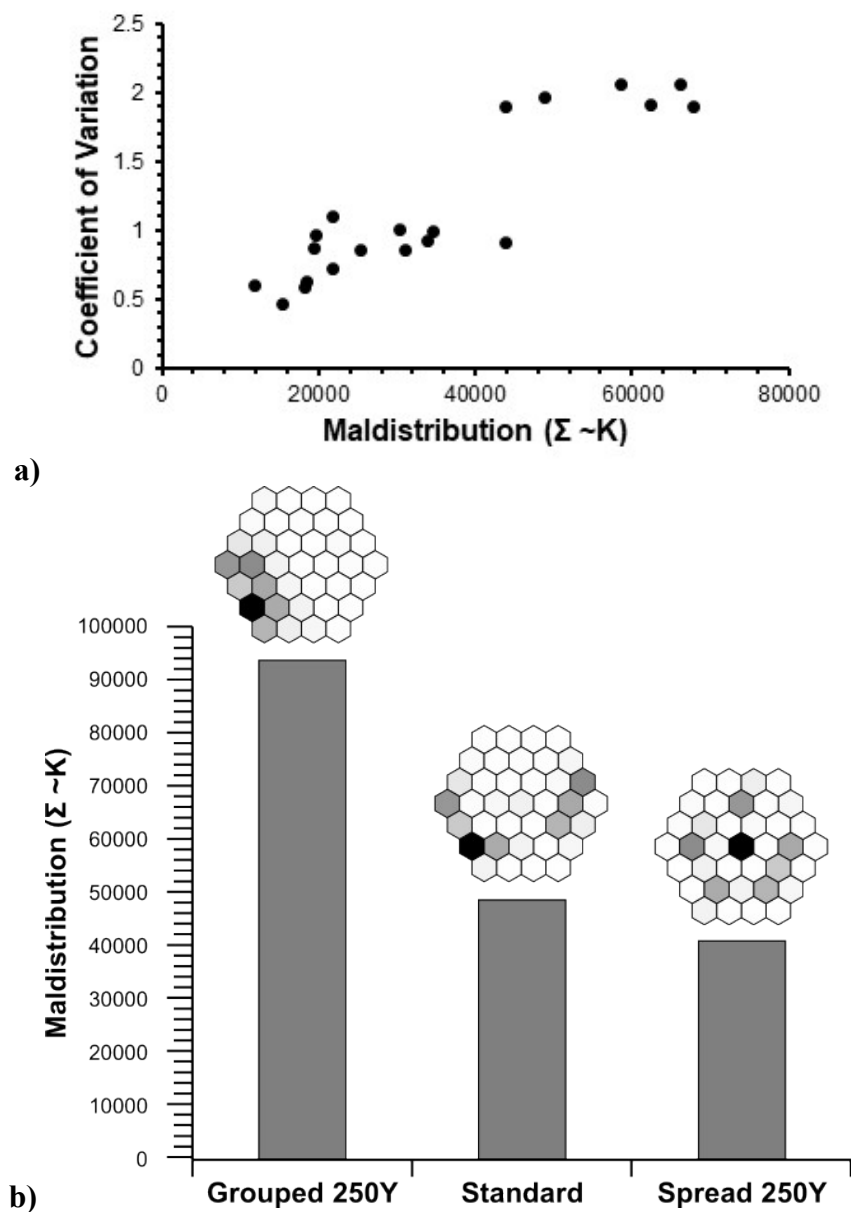 2.5
2
1.5
1
0.5
0
Coefficient of Variation
0 20000 40000 60000 80000
Maldistribution (Σ ~K)
a)
100000
90000
80000
70000
60000
50000
40000
30000
20000
10000
0
Maldistribution (Σ ~K)
Grouped 250Y Standard Spread 250Y
b)